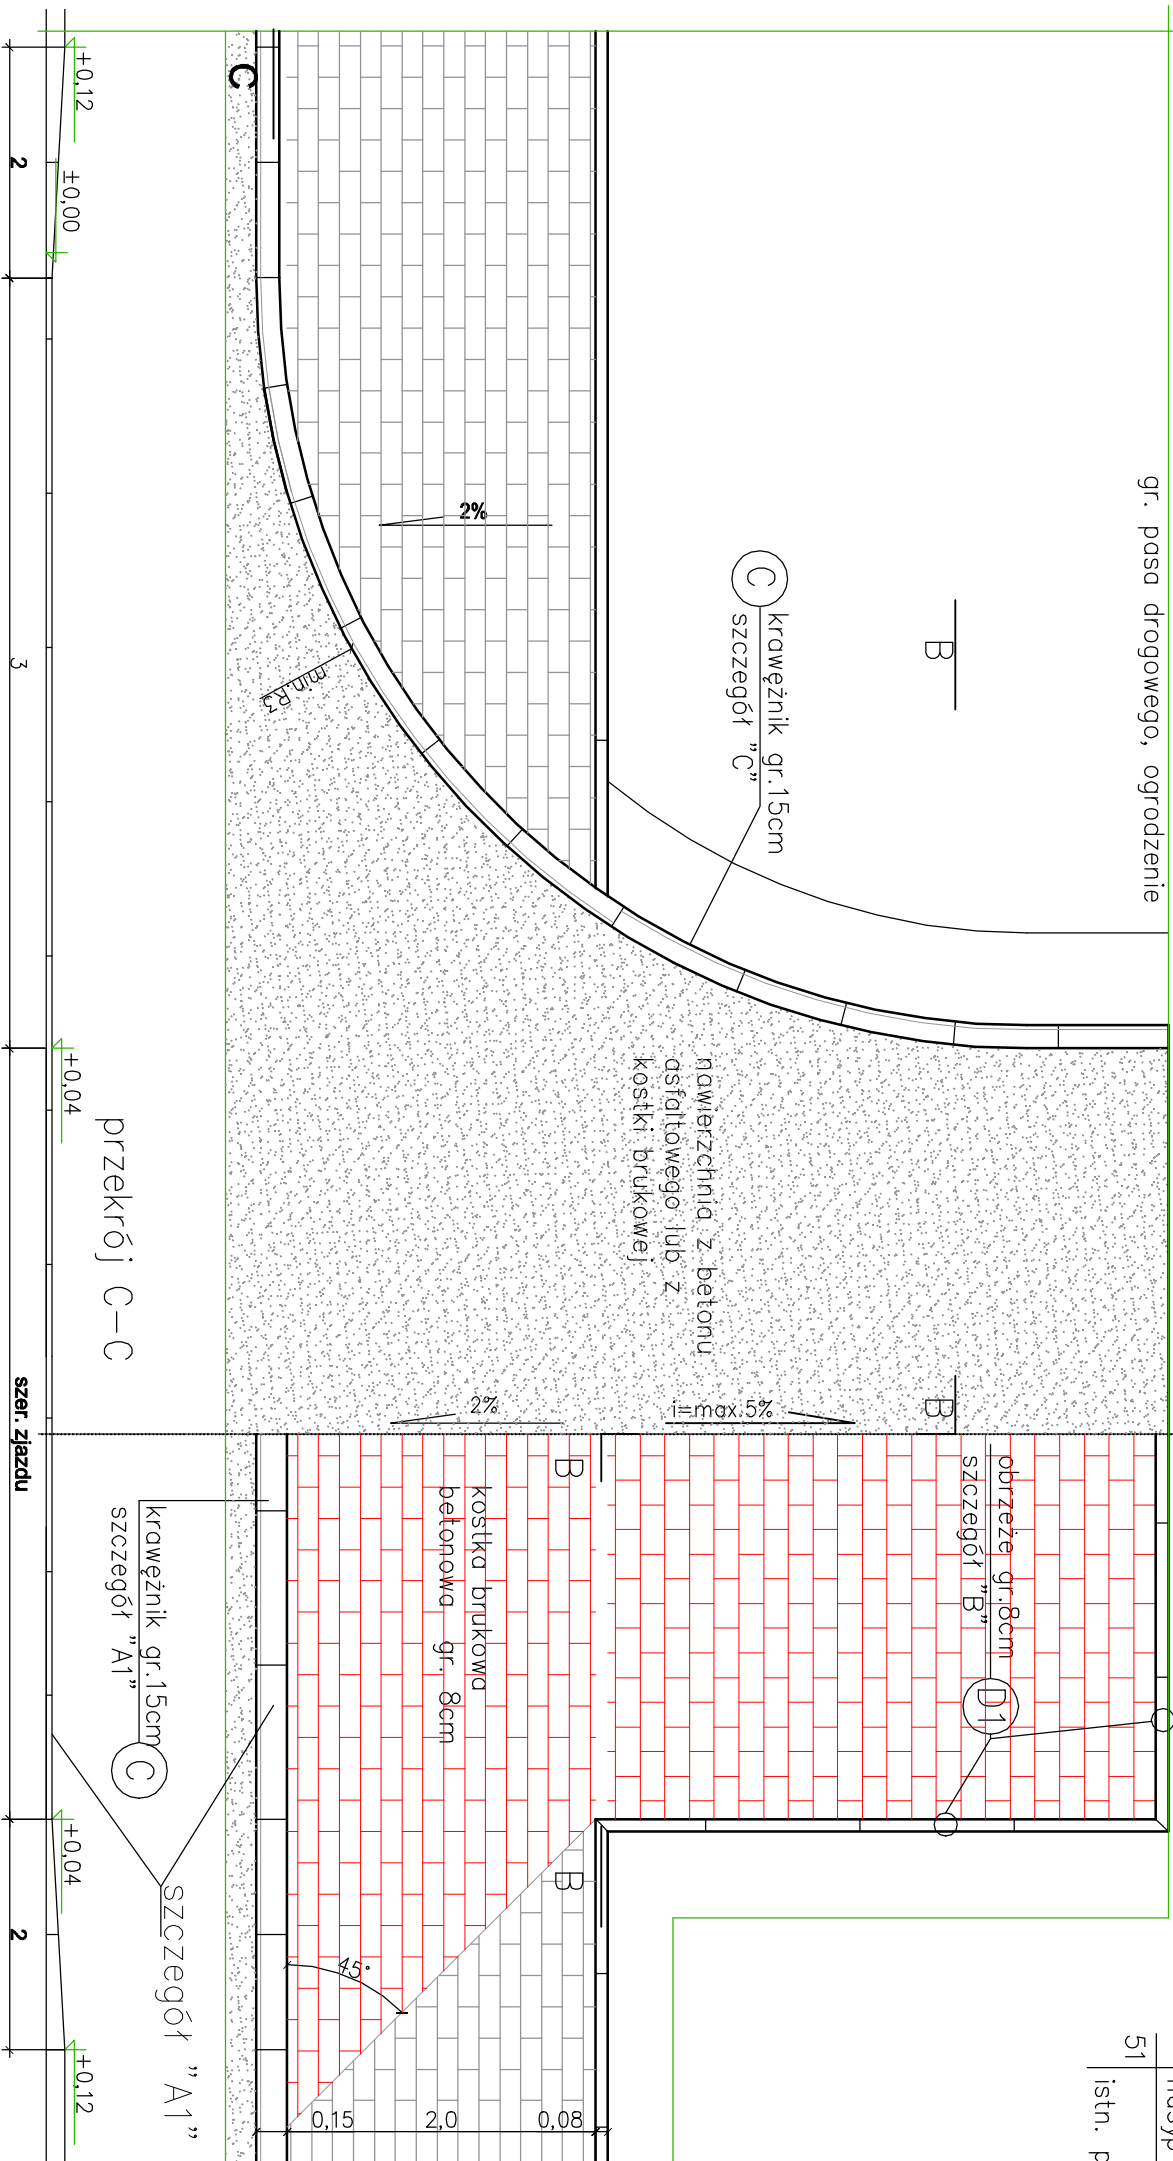 gr. pasa drogowego, ogrodzenie
B
C
krawężnik gr.15cm
szczegół "C"
2%
min.R3
C
+0,12
±0,00
2
3
nawierzchnia z betonu
asfaltowego lub z
kostki brukowej
+0,04
przekrój C-C
B
i=max.5%
2%
szer. zjazdu
obrzeże gr.8cm
szczegół "B"
D1
B
kostka brukowa
betonowa gr. 8cm
krawężnik gr.15cm
szczegół "A1"
C
B
45°
szczegół "A1"
+0,04
2
+0,12
0,15
2,0
0,08
51
istn.